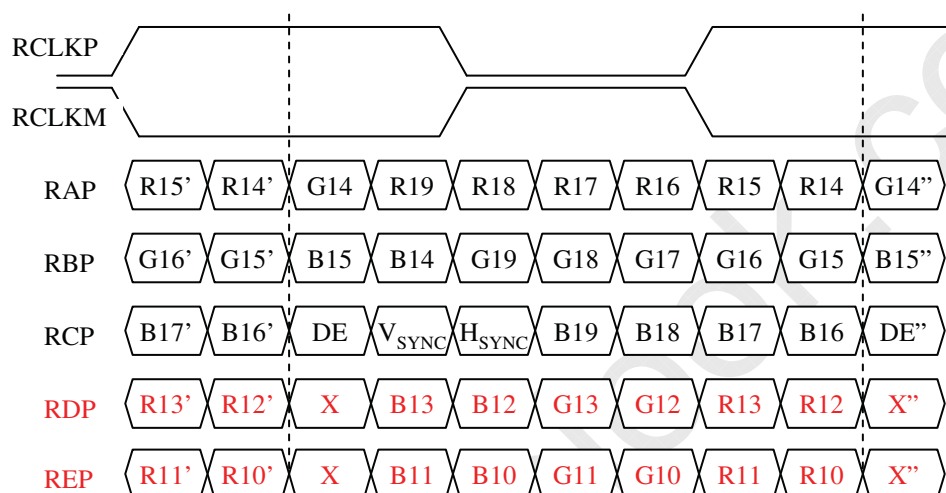 RCLKP
RCLKM
RAP R15’ R14’ G14 R19 R18 R17 R16 R15 R14 G14”
RBP G16’ G15’ B15 B14 G19 G18 G17 G16 G15 B15”
RCP B17’ B16’ DE VSYNC HSYNC B19 B18 B17 B16 DE”
RDP R13’ R12’ X B13 B12 G13 G12 R13 R12 X”
REP R11’ R10’ X B11 B10 G11 G10 R11 R10 X”